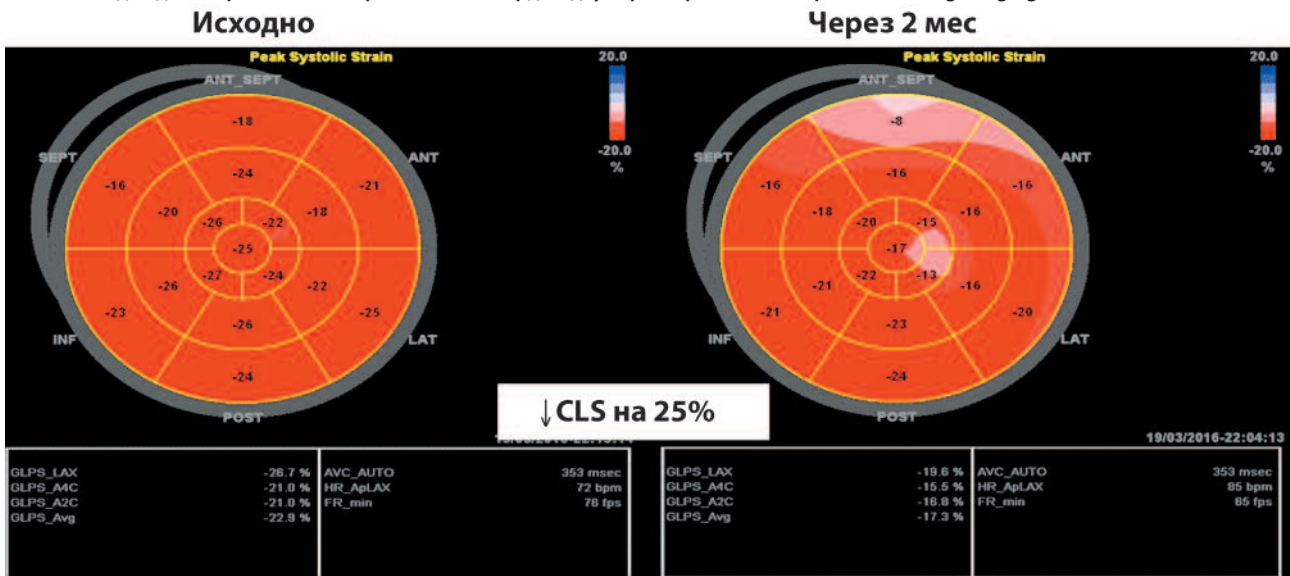 Исходно
Через 2 мес
Peak Systolic Strain
20.0
ANT_SEPT
-18
-20.0
%
SEPT
ANT
-16
-24
-21
-20
-18
-26
-22
-25
-27
-24
-26
-22
-23
-25
INF
LAT
-26
-24
POST
Peak Systolic Strain
20.0
ANT_SEPT
-8
-20.0
%
SEPT
ANT
-16
-16
-16
-18
-16
-20
-15
-17
-22
-13
-21
-16
-21
-20
INF
LAT
-23
-24
POST
↓CLS на 25%
19/03/2016-22:04:13
GLPS_LAX -26.7 % AVC_AUTO 353 msec
GLPS_A4C -21.0 % HR_ApLAX 72 bpm
GLPS_A2C -21.0 % FR_min 76 fps
GLPS_Avg -22.9 %
GLPS_LAX -19.6 % AVC_AUTO 353 msec
GLPS_A4C -15.5 % HR_ApLAX 85 bpm
GLPS_A2C -16.8 % FR_min 65 fps
GLPS_Avg -17.3 %